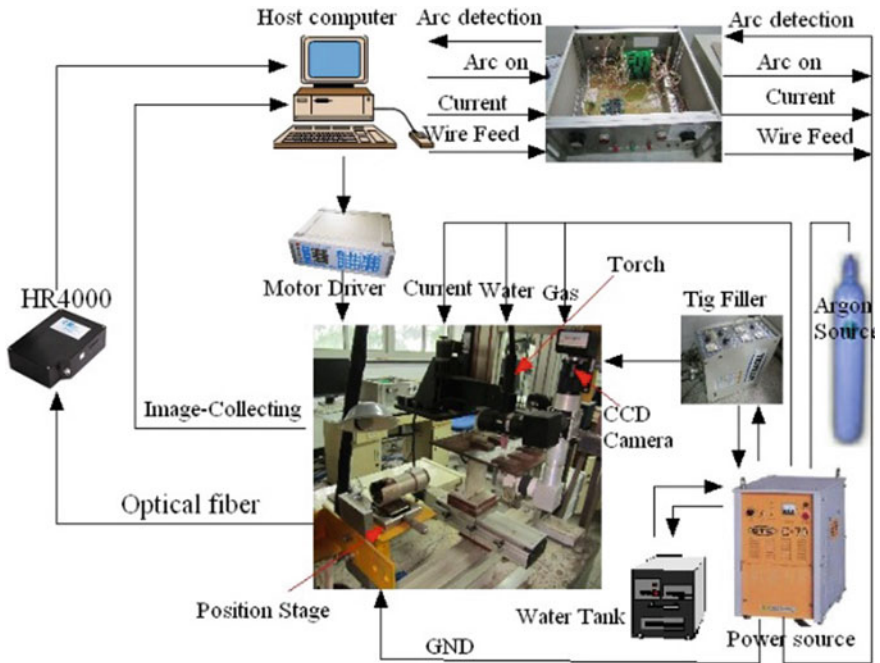 Host computer
Arc detection
Arc detection
Arc on
Arc on
Current
Current
Wire Feed
Wire Feed
Motor Driver
Current
Water
Gas
Torch
Tig Filler
Argon
Source
HR4000
Image-Collecting
CCD
Camera
Optical fiber
Position Stage
Water Tank
Power source
GND